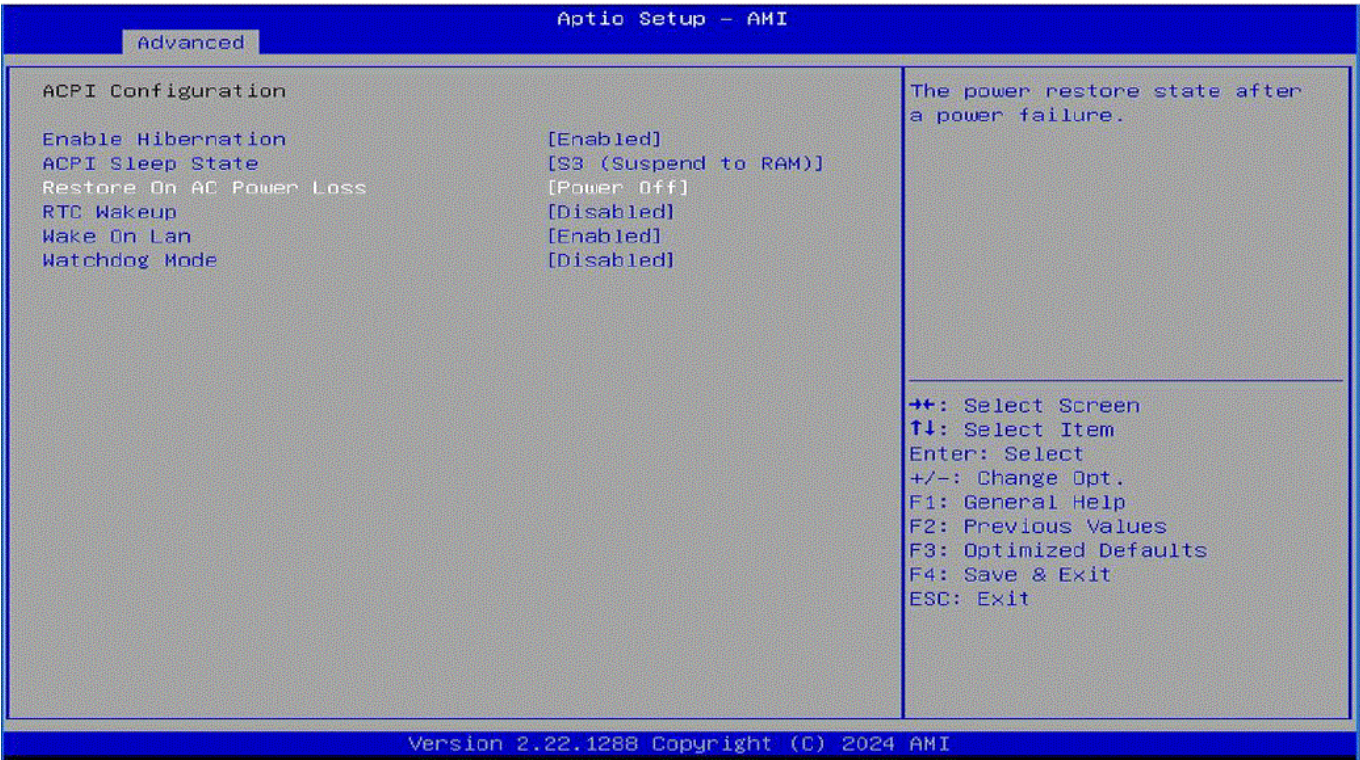 Aptio Setup – AMI
Advanced
ACPI Configuration
Enable Hibernation [Enabled]
ACPI Sleep State [S3 (Suspend to RAM)]
Restore On AC Power Loss [Power Off]
RTC Wakeup [Disabled]
Wake On Lan [Enabled]
Watchdog Mode [Disabled]
The power restore state after
a power failure.
→←: Select Screen
↑↓: Select Item
Enter: Select
+/-: Change Opt.
F1: General Help
F2: Previous Values
F3: Optimized Defaults
F4: Save & Exit
ESC: Exit
Version 2.22.1288 Copyright (C) 2024 AMI